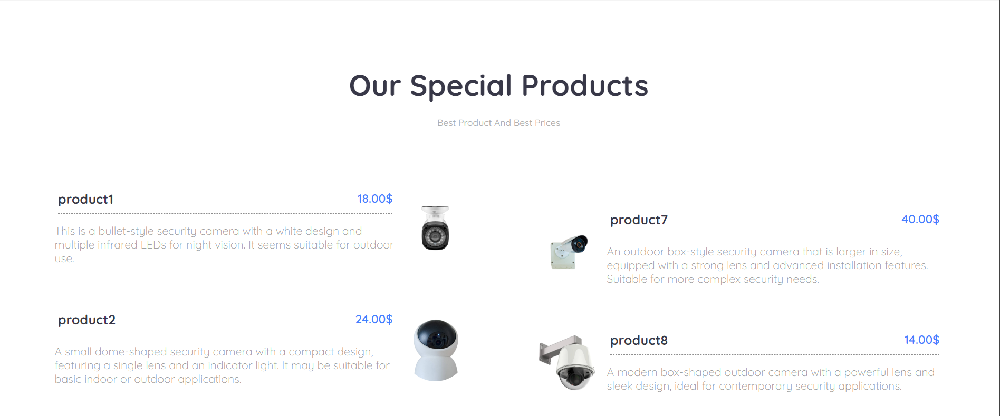 Our Special Products
Best Product And Best Prices
product1 18.00$
This is a bullet-style security camera with a white design and
multiple infrared LEDs for night vision. It seems suitable for outdoor
use.
product2 24.00$
A small dome-shaped security camera with a compact design,
featuring a single lens and an indicator light. It may be suitable for
basic indoor or outdoor applications.
product7 40.00$
An outdoor box-style security camera that is larger in size,
equipped with a strong lens and advanced installation features.
Suitable for more complex security needs.
product8 14.00$
A modern box-shaped outdoor camera with a powerful lens and
sleek design, ideal for contemporary security applications.